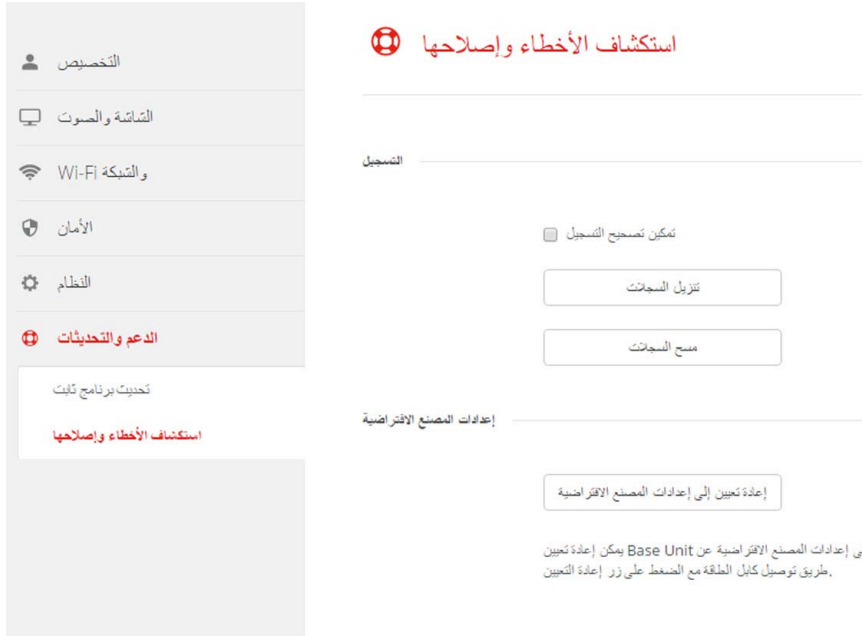 التخصيص
الشاشة والصوت
والشبكة Wi-Fi
الأمان
النظام
الدعم والتحديثات
تحديث برنامج ثابت
استكشاف الأخطاء وإصلاحها
استكشاف الأخطاء وإصلاحها
التسجيل
تمكين تصحيح التسجيل
تنزيل السجلات
مسح السجلات
إعدادات المصنع الافتراضية
إعادة تعيين إلى إعدادات المصنع الافتراضية
يمكن إعادة تعيين Base Unit إعدادات المصنع الافتراضية عن
طريق توصيل كابل الطاقة مع الضغط على زر إعادة التعيين.